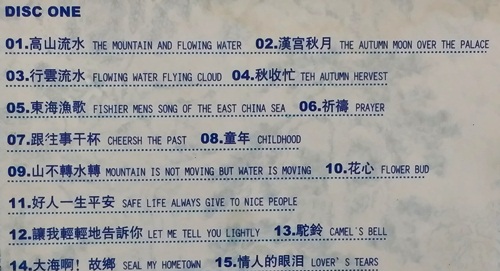 DISC ONE
01.高山流水 THE MOUNTAIN AND FLOWING WATER 02.漢宮秋月 THE AUTUMN MOON OVER THE PALACE
03.行雲流水 FLOWING WATER FLYING CLOUD 04.秋收忙 TEH AUTUMN HERVEST
05.東海漁歌 FISHIER MENS SONG OF THE EAST CHINA SEA 06.祈禱 PRAYER
07.跟往事干杯 CHEERSH THE PAST 08.童年 CHILDHOOD
09.山不轉水轉 MOUNTAIN IS NOT MOVING BUT WATER IS MOVING 10.花心 FLOWER BUD
11.好人一生平安 SAFE LIFE ALWAYS GIVE TO NICE PEOPLE
12.讓我輕輕地告訴你 LET ME TELL YOU LIGHTLY 13.駝鈴 CAMEL'S BELL
14.大海啊!故鄉 SEAL MY HOMETOWN 15.情人的眼泪 LOVER'S TEARS